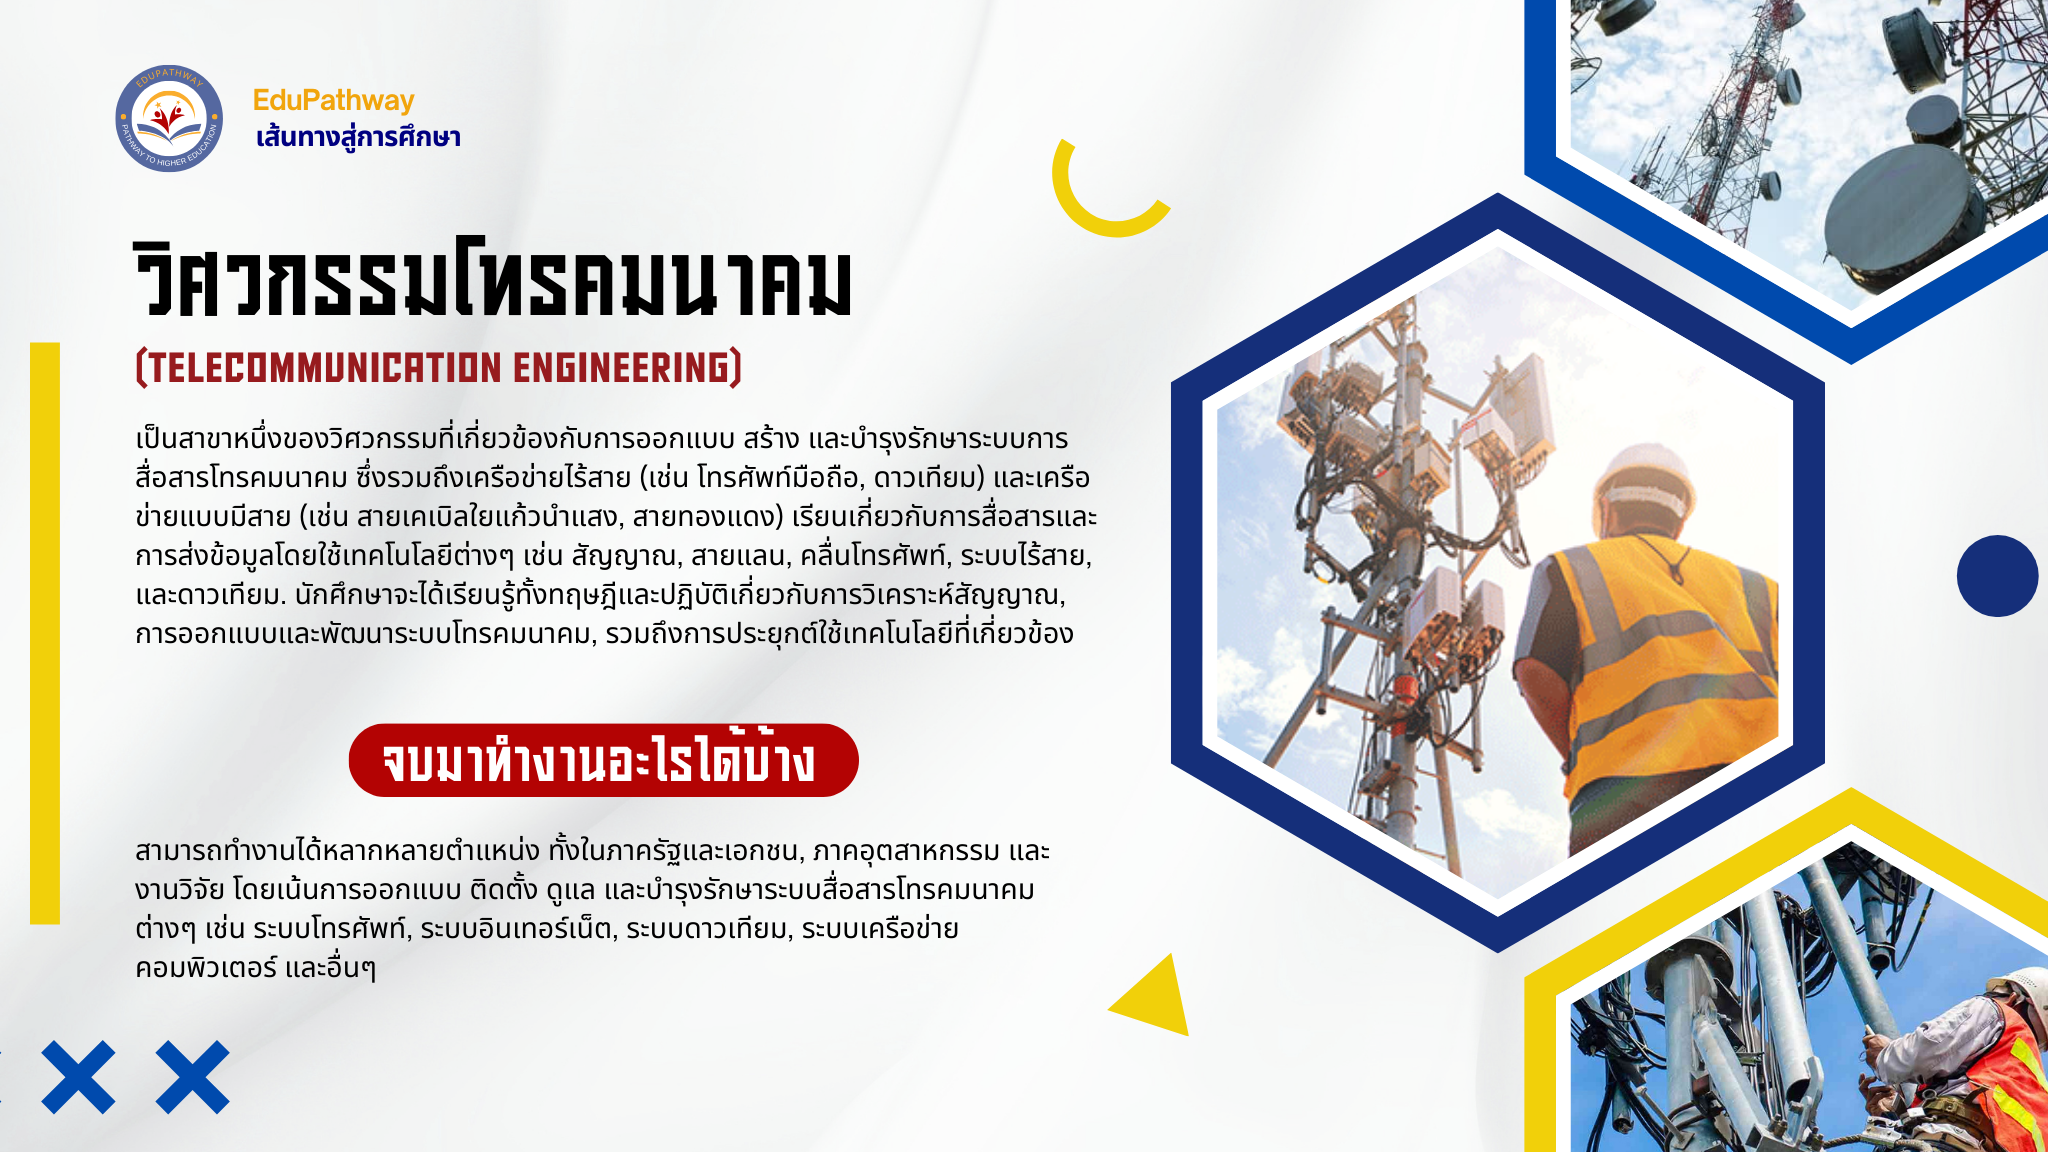 EDUPATHWAY
PATHWAY TO HIGHER EDUCATION
EduPathway
เส้นทางสู่การศึกษา
วิศวกรรมโทรคมนาคม
(TELECOMMUNICATION ENGINEERING)
เป็นสาขาหนึ่งของวิศวกรรมที่เกี่ยวข้องกับการออกแบบ สร้าง และบำรุงรักษาระบบการ
สื่อสารโทรคมนาคม ซึ่งรวมถึงเครือข่ายไร้สาย (เช่น โทรศัพท์มือถือ, ดาวเทียม) และเครือ
ข่ายแบบมีสาย (เช่น สายเคเบิลใยแก้วนำแสง, สายทองแดง) เรียนเกี่ยวกับการสื่อสารและ
การส่งข้อมูลโดยใช้เทคโนโลยีต่างๆ เช่น สัญญาณ, สายแลน, คลื่นโทรศัพท์, ระบบไร้สาย,
และดาวเทียม. นักศึกษาจะได้เรียนรู้ทั้งทฤษฎีและปฏิบัติเกี่ยวกับการวิเคราะห์สัญญาณ,
การออกแบบและพัฒนาระบบโทรคมนาคม, รวมถึงการประยุกต์ใช้เทคโนโลยีที่เกี่ยวข้อง
จบมาทำงานอะไรได้บ้าง
สามารถทำงานได้หลากหลายตำแหน่ง ทั้งในภาครัฐและเอกชน, ภาคอุตสาหกรรม และ
งานวิจัย โดยเน้นการออกแบบ ติดตั้ง ดูแล และบำรุงรักษาระบบสื่อสารโทรคมนาคม
ต่างๆ เช่น ระบบโทรศัพท์, ระบบอินเทอร์เน็ต, ระบบดาวเทียม, ระบบเครือข่าย
คอมพิวเตอร์ และอื่นๆ